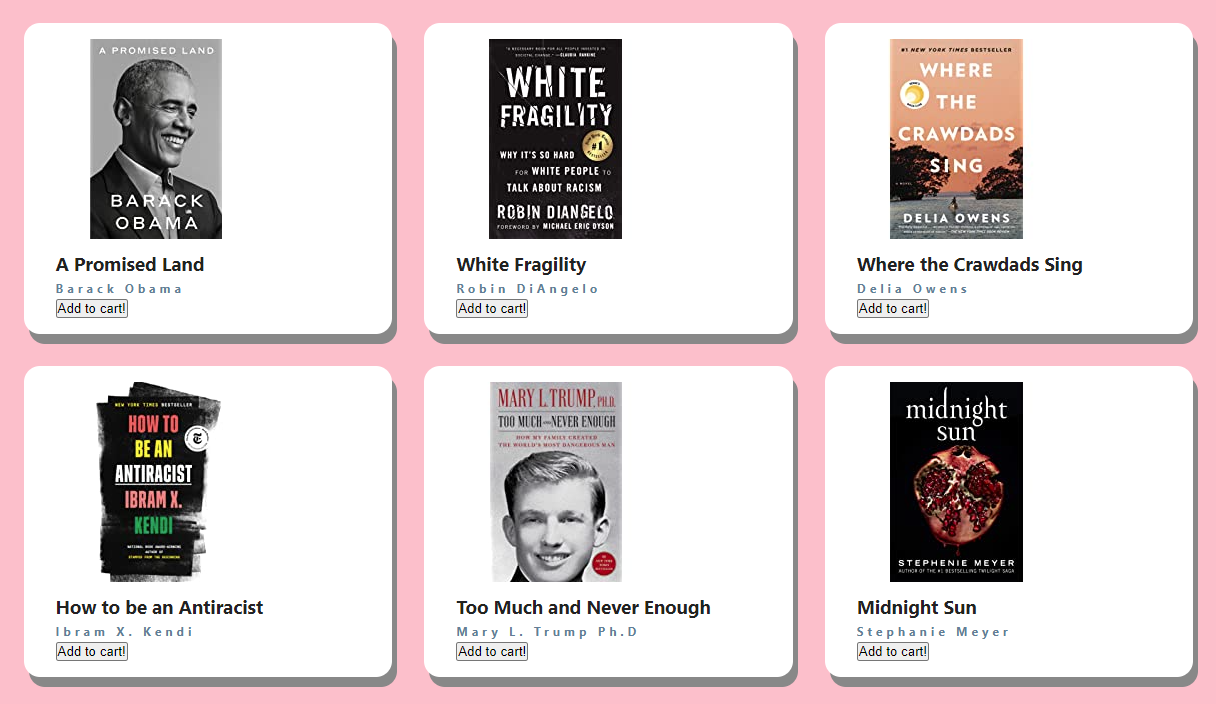 A PROMISED LAND
BARACK
OBAMA
A Promised Land
Barack Obama
Add to cart!
"A NECESSARY BOOK FOR ALL PEOPLE INVESTED IN
SOCIETAL CHANGE." —CLAUDIA RANKINE
WHITE
FRAGILITY
#1
WHY IT'S SO HARD
FOR WHITE PEOPLE TO
TALK ABOUT RACISM
ROBIN DIANGELO
FOREWORD BY MICHAEL ERIC DYSON
White Fragility
Robin DiAngelo
Add to cart!
#1 NEW YORK TIMES BESTSELLER
WHERE
THE
CRAWDADS
SING
A NOVEL
DELIA OWENS
Where the Crawdads Sing
Delia Owens
Add to cart!
NEW YORK TIMES BESTSELLER
HOW TO
BE AN
ANTIRACIST
IBRAM X.
KENDI
NATIONAL BOOK AWARD–WINNING
AUTHOR OF
STAMPED FROM THE BEGINNING
How to be an Antiracist
Ibram X. Kendi
Add to cart!
MARY L. TRUMP, PH.D.
TOO MUCH AND NEVER ENOUGH
HOW MY FAMILY CREATED
THE WORLD'S MOST DANGEROUS MAN
Too Much and Never Enough
Mary L. Trump Ph.D
Add to cart!
midnight
sun
STEPHENIE MEYER
AUTHOR OF THE #1 BESTSELLING TWILIGHT SAGA
Midnight Sun
Stephanie Meyer
Add to cart!